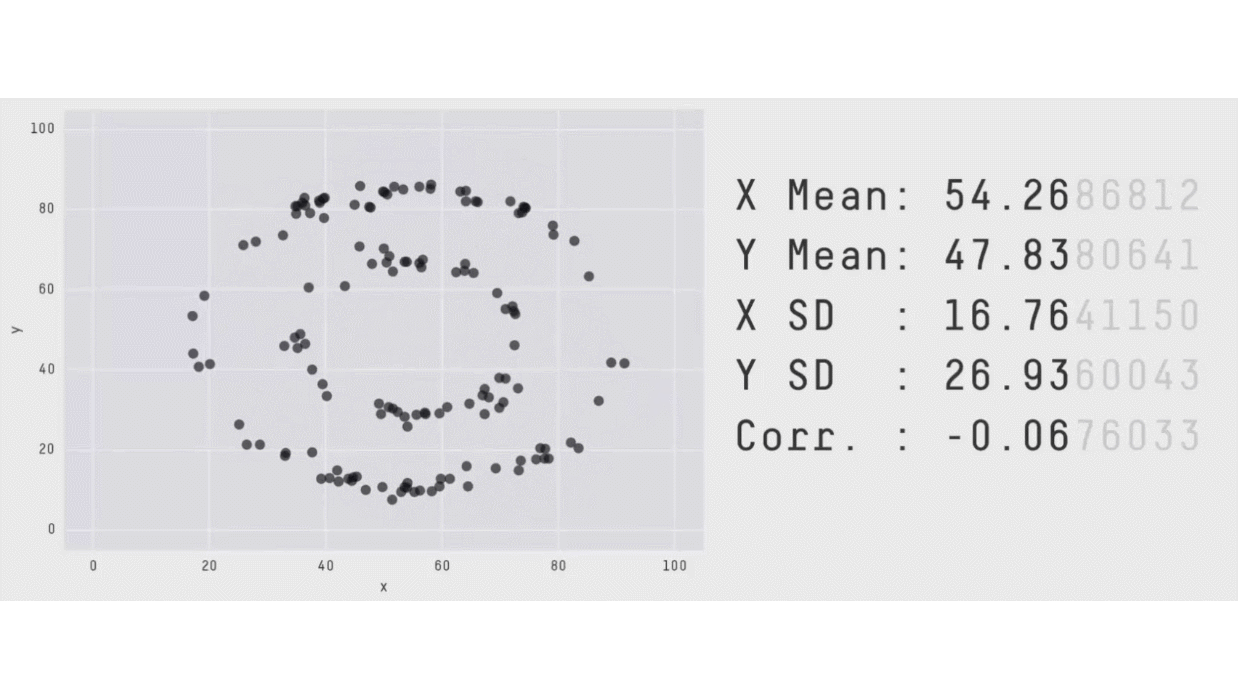 100
80
60
40
20
0
y
0 20 40 60 80 100
x
X Mean: 54.2686812
Y Mean: 47.8380641
X SD : 16.7641150
Y SD : 26.9360043
Corr. : -0.0676033